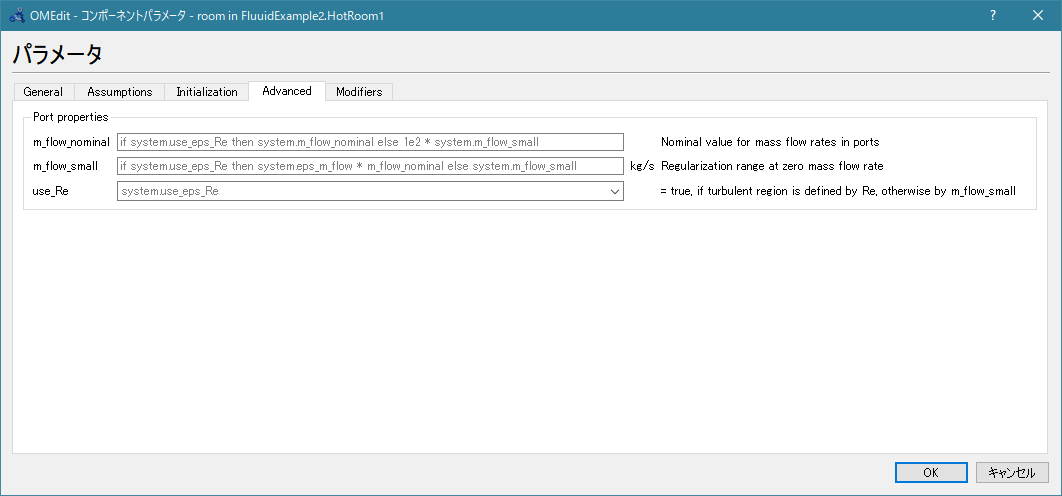 OMEdit - コンポーネントパラメータ - room in FluuidExample2.HotRoom1 ? ×
パラメータ
General Assumptions Initialization Advanced Modifiers
Port properties
m_flow_nominal if system.use_eps_Re then system.m_flow_nominal else 1e2 * system.m_flow_small Nominal value for mass flow rates in ports
m_flow_small if system.use_eps_Re then system.eps_m_flow * m_flow_nominal else system.m_flow_small kg/s Regularization range at zero mass flow rate
use_Re system.use_eps_Re = true, if turbulent region is defined by Re, otherwise by m_flow_small
OK キャンセル